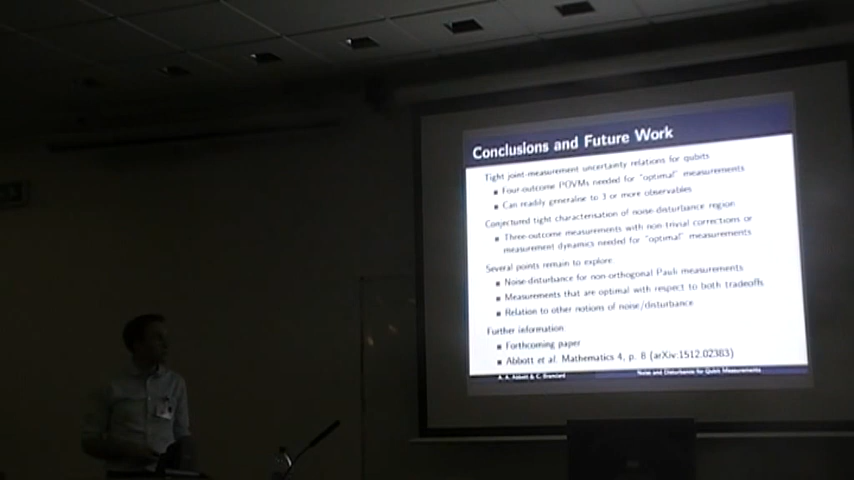 Conclusions and Future Work
Tight joint-measurement uncertainty relations for qubits
Four-outcome POVMs needed for "optimal" measurements
Can readily generalise to 3 or more observables
Conjectured tight characterisation of noise-disturbance region
Three-outcome measurements with non-trivial corrections or
measurement dynamics needed for "optimal" measurements
Several points remain to explore
Noise-disturbance for non-orthogonal Pauli measurements
Measurements that are optimal with respect to both tradeoffs
Relation to other notions of noise/disturbance
Further information
Forthcoming paper
Abbott et al. Mathematics 4, p. 8 (arXiv:1512.02383)
A. A. Abbott & C. Branciard
Noise and Disturbance for Qubit Measurements